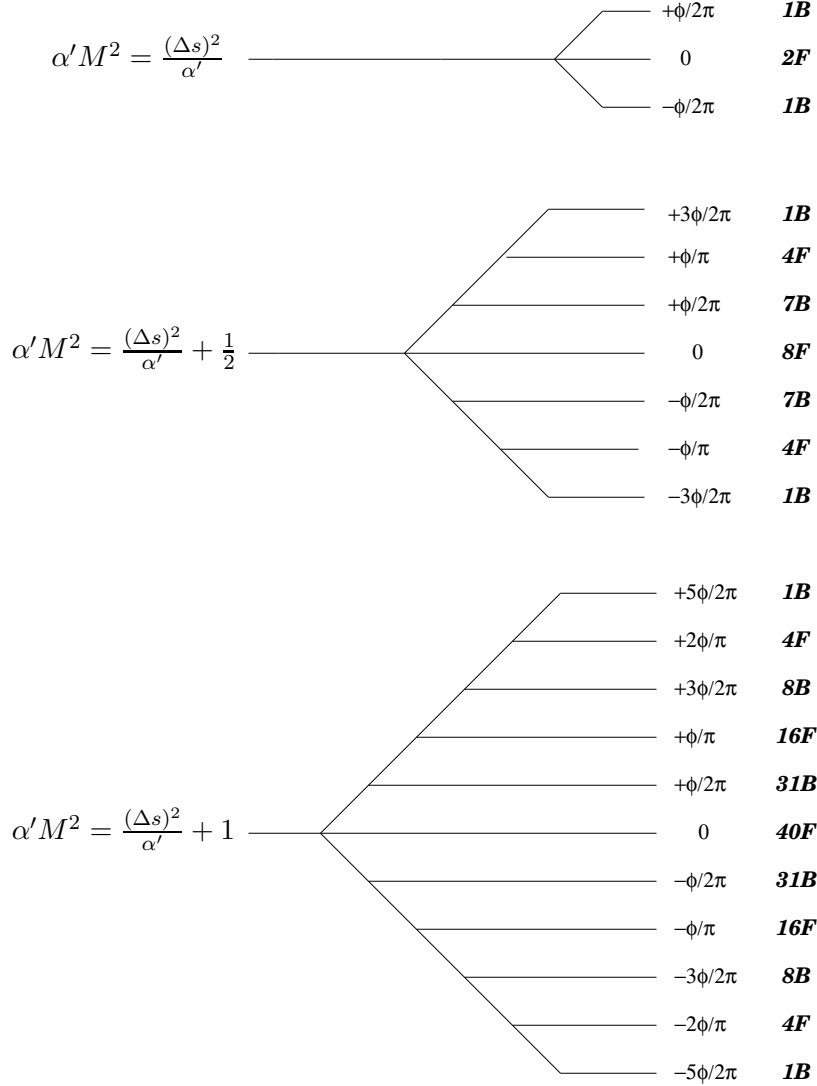 +ϕ/2π 1B
α′M² = (Δs)²/α′ 0 2F
−ϕ/2π 1B
+3ϕ/2π 1B
+ϕ/π 4F
+ϕ/2π 7B
α′M² = (Δs)²/α′ + 1/2 0 8F
−ϕ/2π 7B
−ϕ/π 4F
−3ϕ/2π 1B
+5ϕ/2π 1B
+2ϕ/π 4F
+3ϕ/2π 8B
+ϕ/π 16F
+ϕ/2π 31B
α′M² = (Δs)²/α′ + 1 0 40F
−ϕ/2π 31B
−ϕ/π 16F
−3ϕ/2π 8B
−2ϕ/π 4F
−5ϕ/2π 1B